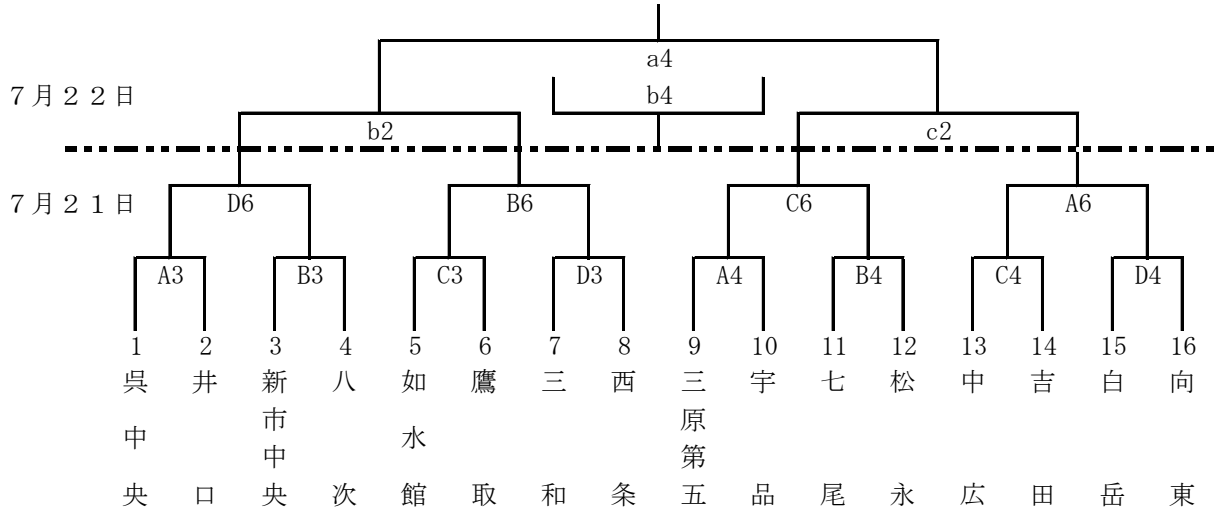 a4
7月22日
b4
b2 c2
7月21日
D6 B6 C6 A6
A3 B3 C3 D3 A4 B4 C4 D4
1 2 3 4 5 6 7 8 9 10 11 12 13 14 15 16
呉中央
井口
新市中央
八次
如水館
鷹取
三和
西条
三原第五
宇品
七尾
松永
中広
吉田
白岳
向東